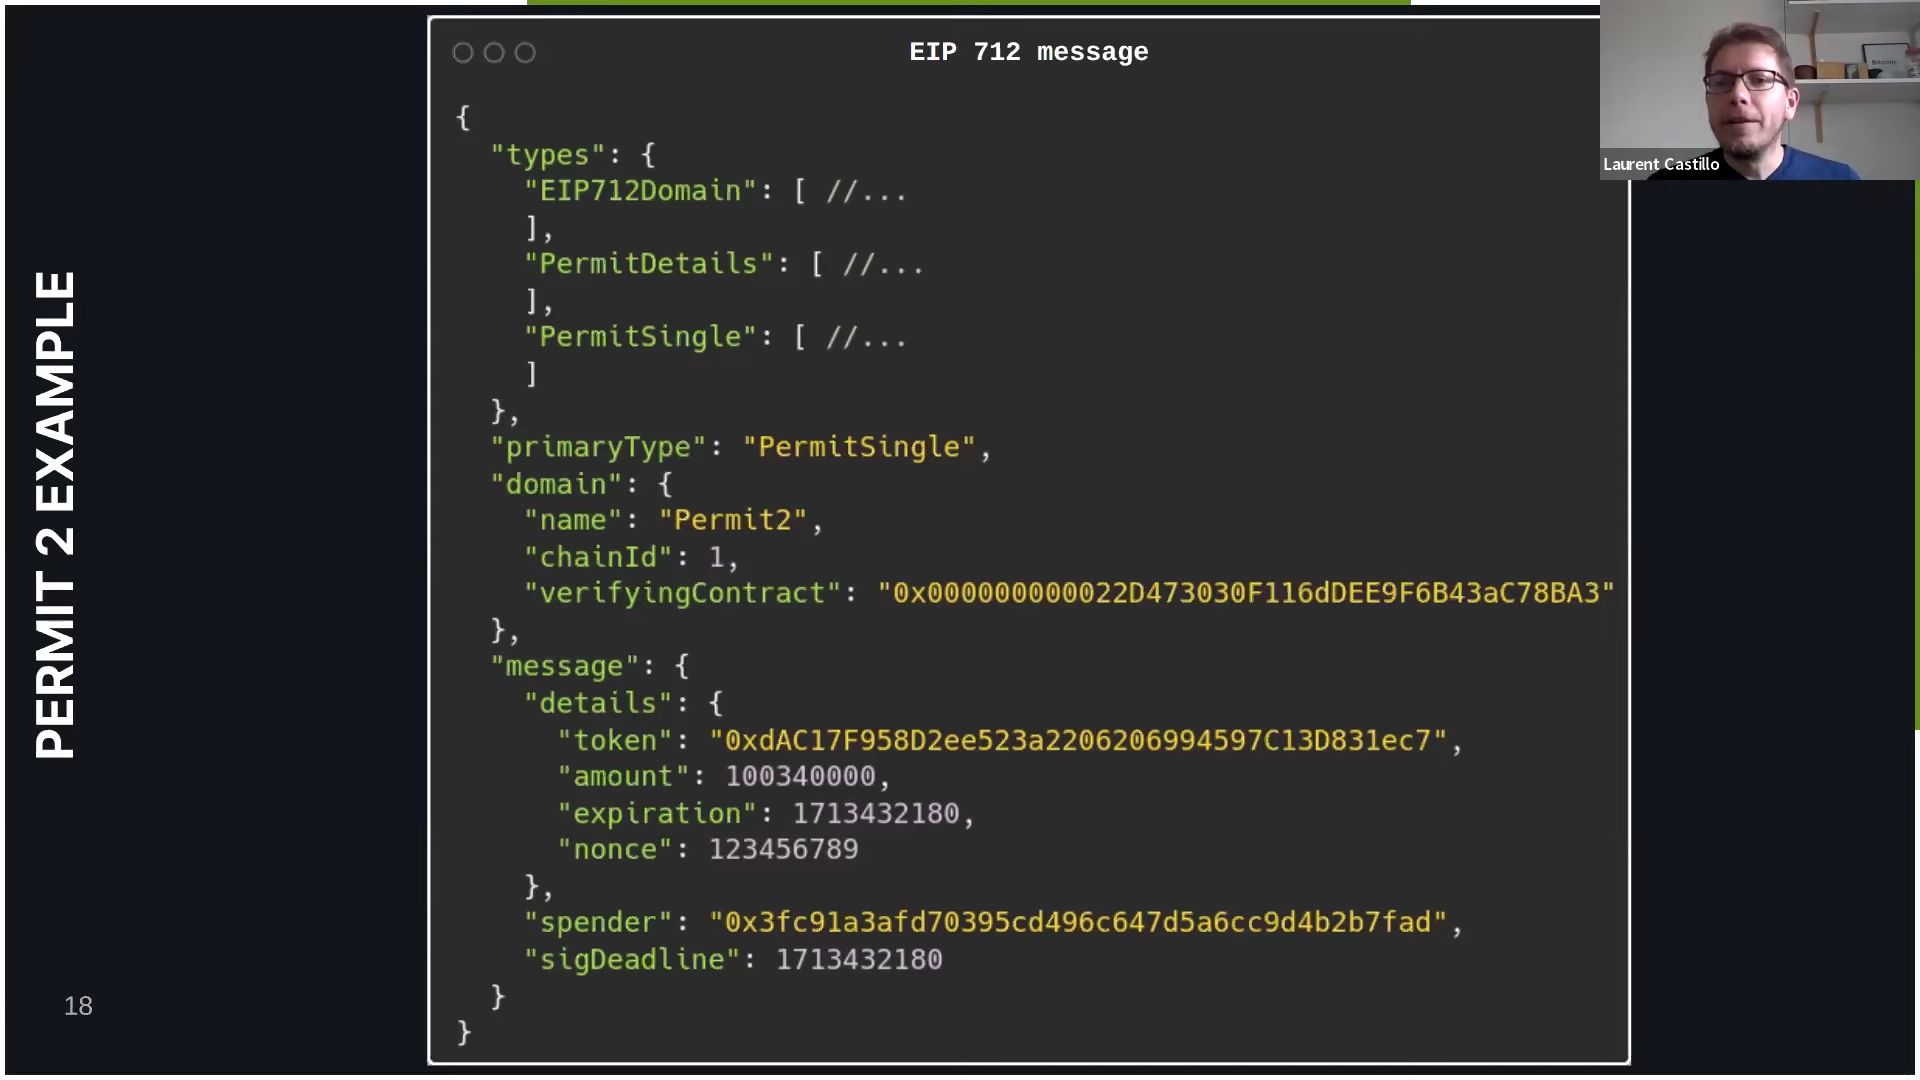 PERMIT 2 EXAMPLE
EIP 712 message
{
"types": {
"EIP712Domain": [ //...
],
"PermitDetails": [ //...
],
"PermitSingle": [ //...
]
},
"primaryType": "PermitSingle",
"domain": {
"name": "Permit2",
"chainId": 1,
"verifyingContract": "0x000000000022D473030F116dDEE9F6B43aC78BA3"
},
"message": {
"details": {
"token": "0xdAC17F958D2ee523a2206206994597C13D831ec7",
"amount": 100340000,
"expiration": 1713432180,
"nonce": 123456789
},
"spender": "0x3fc91a3afd70395cd496c647d5a6cc9d4b2b7fad",
"sigDeadline": 1713432180
}
}
18
Bitcoin
Laurent Castillo